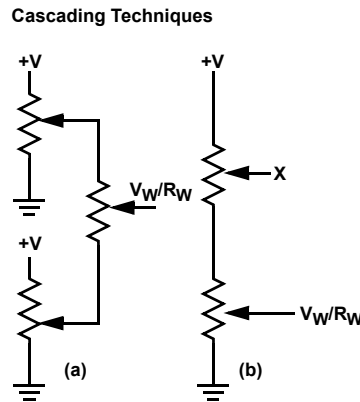 Cascading Techniques
+V
+V
V_W/R_W
X
+V
V_W/R_W
(a)
(b)